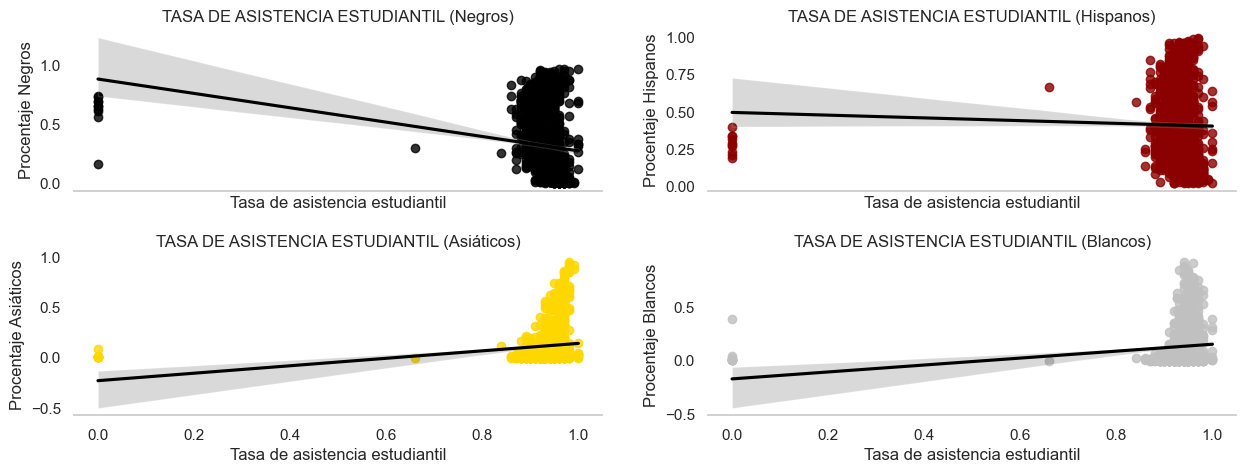 TASA DE ASISTENCIA ESTUDIANTIL (Negros)
Procentaje Negros
1.0
0.5
0.0
Tasa de asistencia estudiantil
TASA DE ASISTENCIA ESTUDIANTIL (Hispanos)
Procentaje Hispanos
1.00
0.75
0.50
0.25
0.00
Tasa de asistencia estudiantil
TASA DE ASISTENCIA ESTUDIANTIL (Asiáticos)
Procentaje Asiáticos
1.0
0.5
0.0
−0.5
0.0 0.2 0.4 0.6 0.8 1.0
Tasa de asistencia estudiantil
TASA DE ASISTENCIA ESTUDIANTIL (Blancos)
Procentaje Blancos
0.5
0.0
−0.5
0.0 0.2 0.4 0.6 0.8 1.0
Tasa de asistencia estudiantil